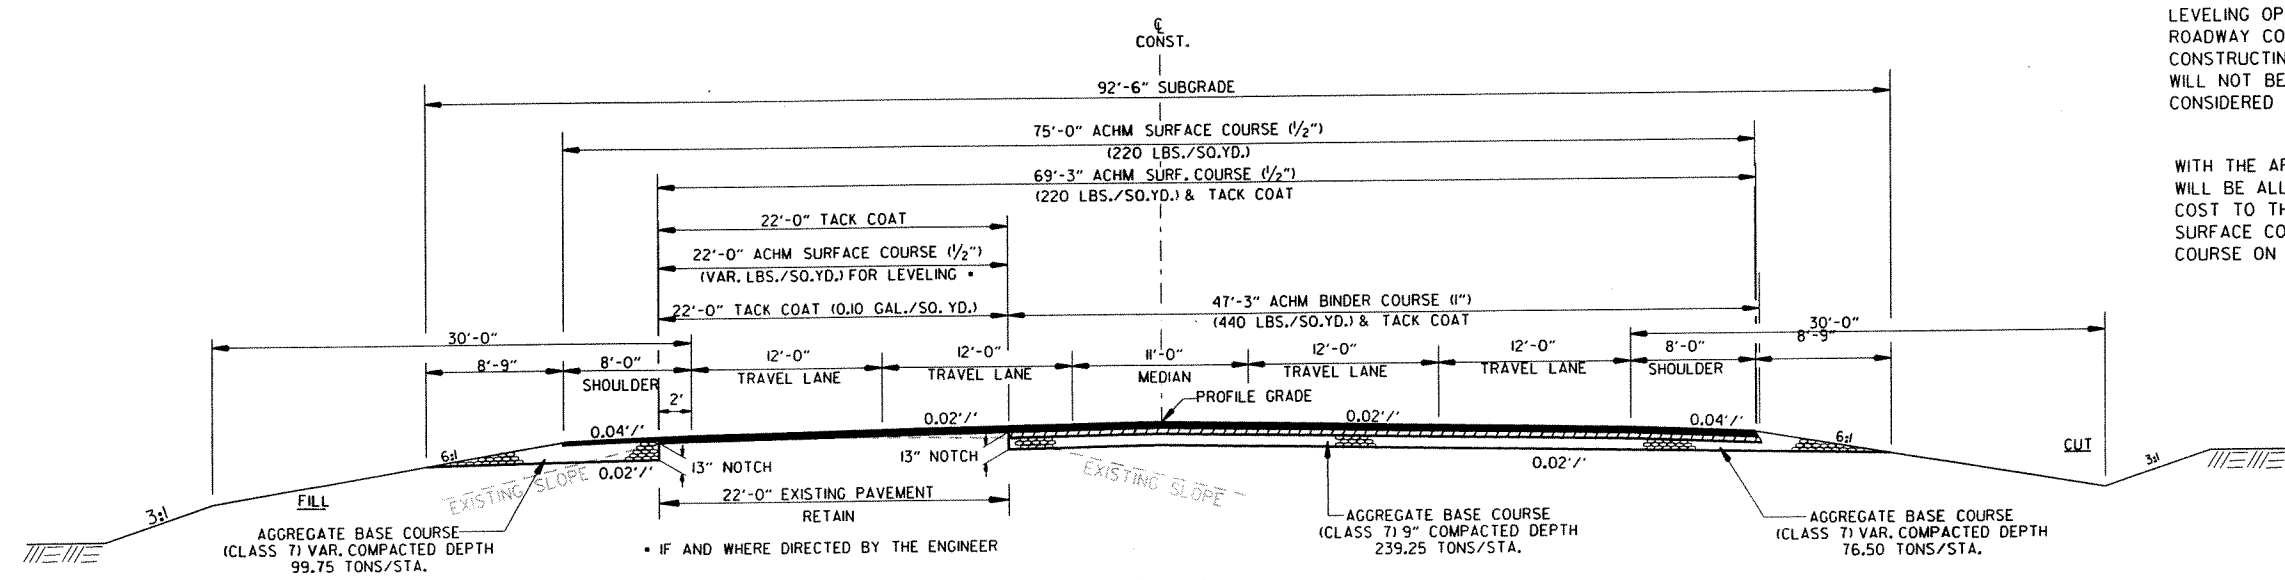 ℄
CONST.
92'-6" SUBGRADE
75'-0" ACHM SURFACE COURSE (1/2")
(220 LBS./SQ.YD.)
69'-3" ACHM SURF. COURSE (1/2")
(220 LBS./SQ.YD.) & TACK COAT
22'-0" TACK COAT
22'-0" ACHM SURFACE COURSE (1/2")
(VAR. LBS./SQ.YD.) FOR LEVELING •
22'-0" TACK COAT (0.10 GAL./SQ. YD.)
47'-3" ACHM BINDER COURSE (1")
(440 LBS./SQ.YD.) & TACK COAT
30'-0"
30'-0"
8'-9"
8'-0"
SHOULDER
12'-0"
TRAVEL LANE
12'-0"
TRAVEL LANE
11'-0"
MEDIAN
12'-0"
TRAVEL LANE
12'-0"
TRAVEL LANE
8'-0"
SHOULDER
8'-9"
2'
PROFILE GRADE
0.04'/'
0.02'/'
0.02'/'
0.04'/'
6:1
6:1
13" NOTCH
13" NOTCH
0.02'/'
0.02'/'
EXISTING SLOPE
EXISTING SLOPE
22'-0" EXISTING PAVEMENT
RETAIN
FILL
CUT
3:1
3:1
AGGREGATE BASE COURSE
(CLASS 7) VAR. COMPACTED DEPTH
99.75 TONS/STA.
• IF AND WHERE DIRECTED BY THE ENGINEER
AGGREGATE BASE COURSE
(CLASS 7) 9" COMPACTED DEPTH
239.25 TONS/STA.
AGGREGATE BASE COURSE
(CLASS 7) VAR. COMPACTED DEPTH
76.50 TONS/STA.
LEVELING OP
ROADWAY CO
CONSTRUCTIN
WILL NOT BE
CONSIDERED
WITH THE AP
WILL BE ALL
COST TO TH
SURFACE CO
COURSE ON